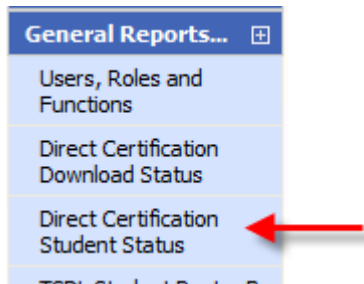 General Reports...
Users, Roles and
Functions
Direct Certification
Download Status
Direct Certification
Student Status